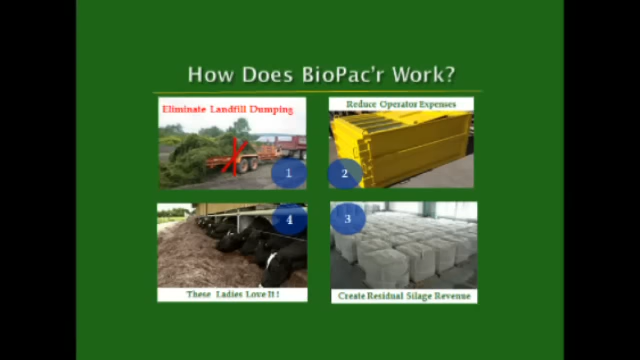 How Does BioPac'r Work?
Eliminate Landfill Dumping
1
Reduce Operator Expenses
2
4
These Ladies Love It !
3
Create Residual Silage Revenue